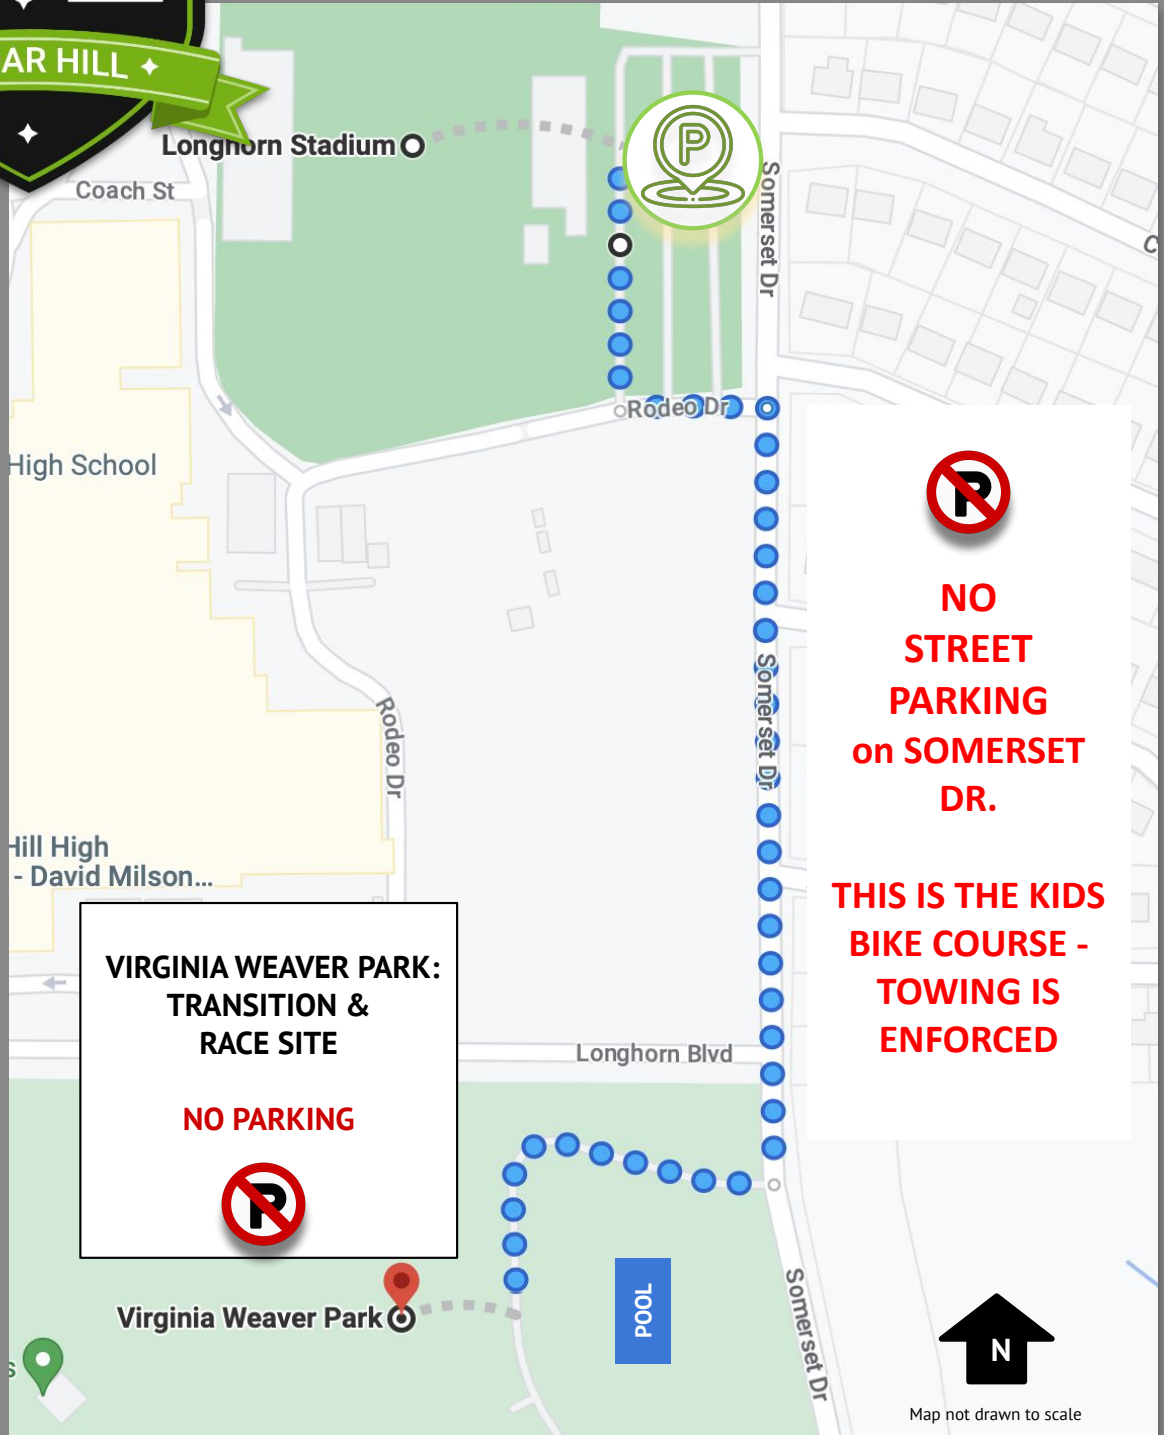 AR HILL
Longhorn Stadium
P
Coach St
Somerset Dr
C
Rodeo Dr
High School
P
NO
STREET
PARKING
on SOMERSET
DR.
THIS IS THE KIDS
BIKE COURSE -
TOWING IS
ENFORCED
Somerset Dr
Rodeo Dr
Hill High
- David Milson...
VIRGINIA WEAVER PARK:
TRANSITION &
RACE SITE
NO PARKING
P
Longhorn Blvd
Virginia Weaver Park
POOL
Somerset Dr
s
N
Map not drawn to scale